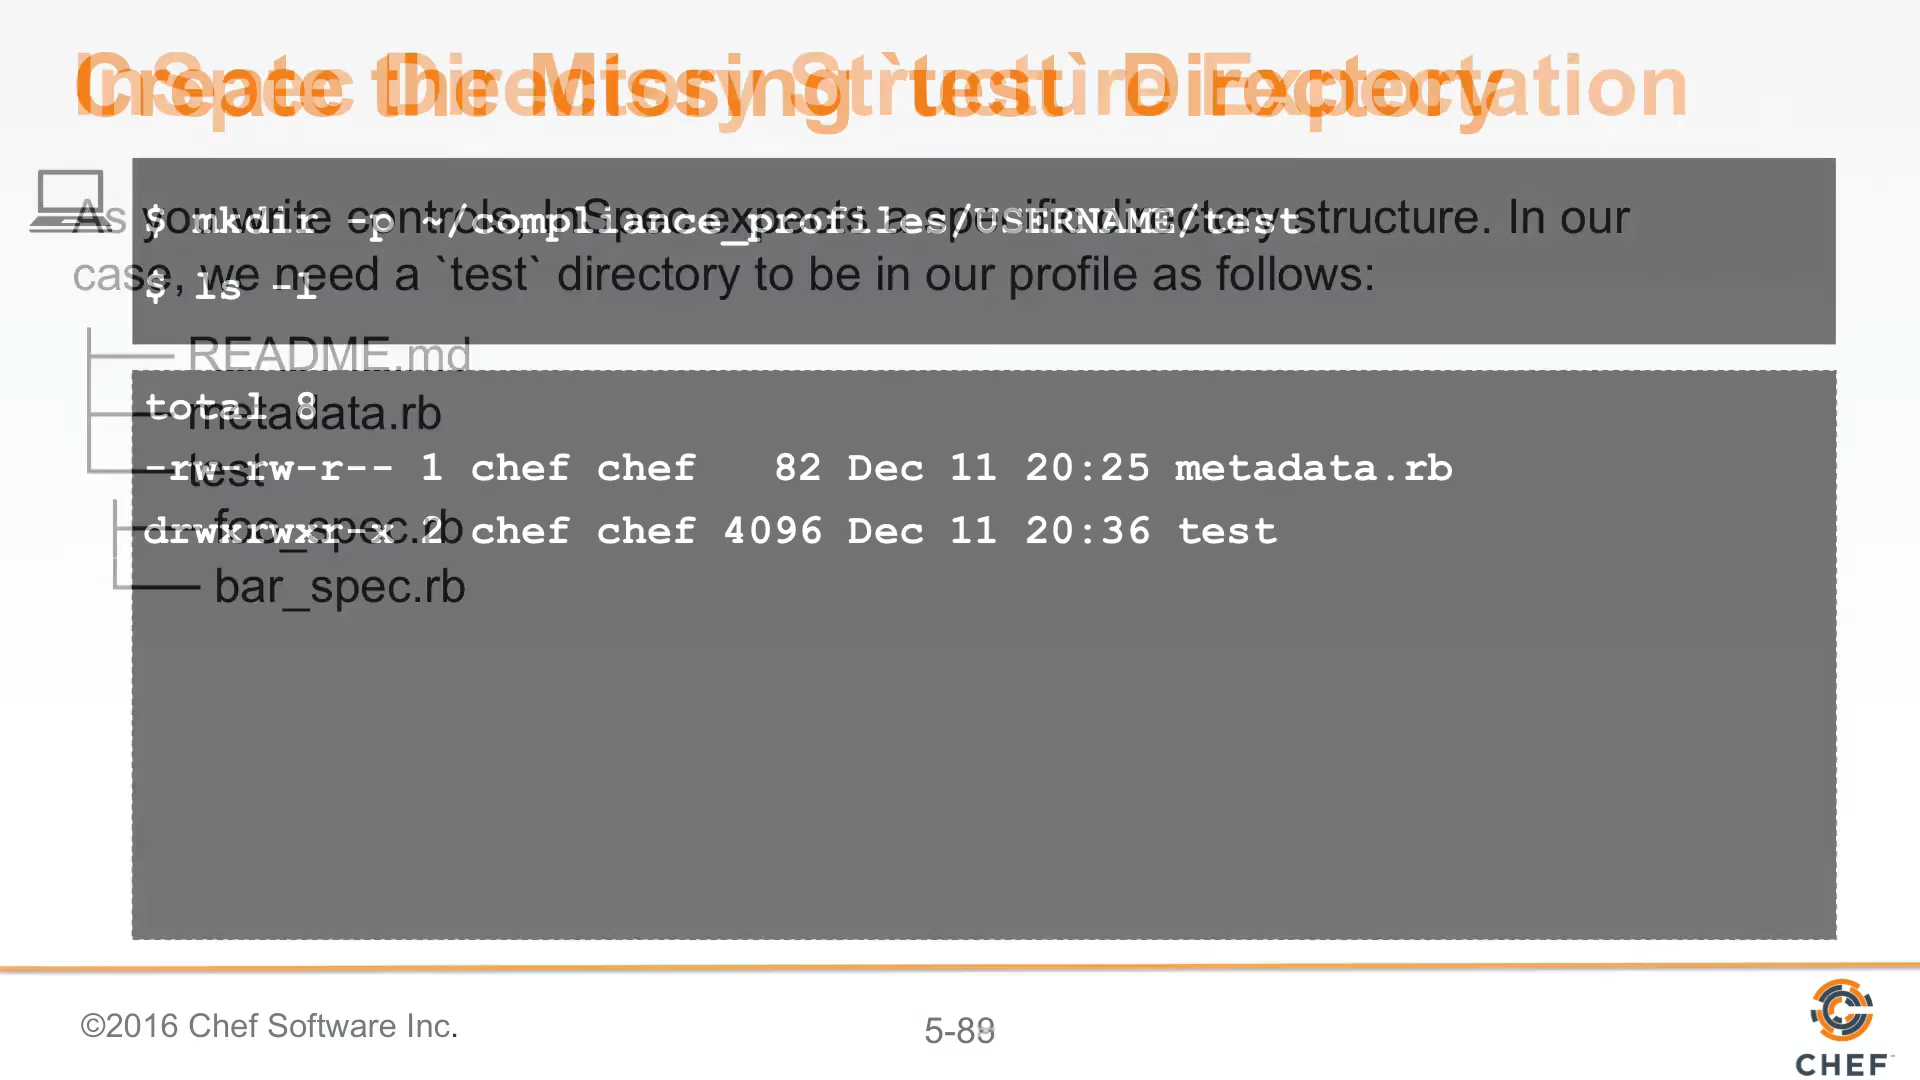 InSpec Directory Structure Expectation
Create the Missing `test` Directory
As you write controls, InSpec expects a specific directory structure. In our
case, we need a `test` directory to be in our profile as follows:
$ mkdir -p ~/compliance_profiles/USERNAME/test
$ ls -l
README.md
metadata.rb
test
foo_spec.rb
bar_spec.rb
total 8
-rw-rw-r-- 1 chef chef   82 Dec 11 20:25 metadata.rb
drwxrwxr-x 2 chef chef 4096 Dec 11 20:36 test
©2016 Chef Software Inc.
CHEF